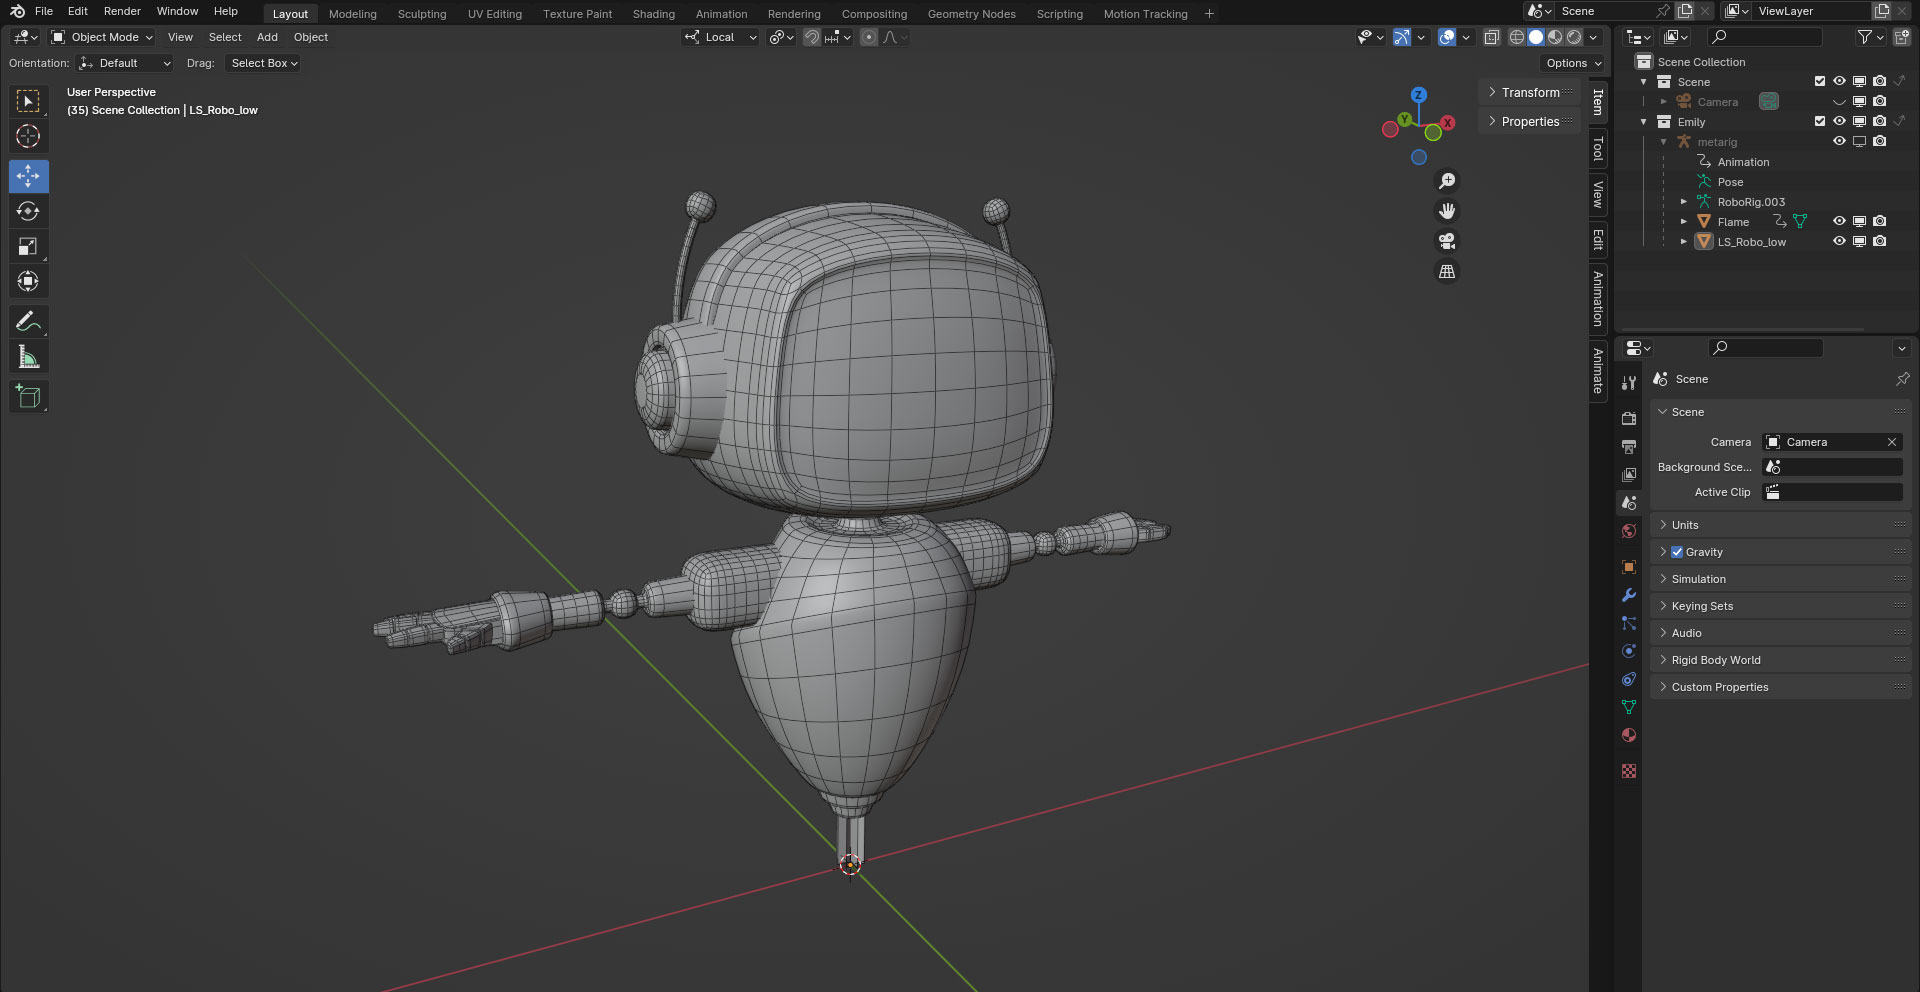 File Edit Render Window Help Layout Modeling Sculpting UV Editing Texture Paint Shading Animation Rendering Compositing Geometry Nodes Scripting Motion Tracking + Scene ViewLayer
Object Mode View Select Add Object Local
Orientation: Default Drag: Select Box Options
User Perspective
(35) Scene Collection | LS_Robo_low
Z
Y
X
Transform
Properties
Item
Tool
View
Edit
Animation
Animate
Scene Collection
Scene
Camera
Emily
metarig
Animation
Pose
RoboRig.003
Flame
LS_Robo_low
Scene
Scene
Camera Camera
Background Sce...
Active Clip
Units
Gravity
Simulation
Keying Sets
Audio
Rigid Body World
Custom Properties